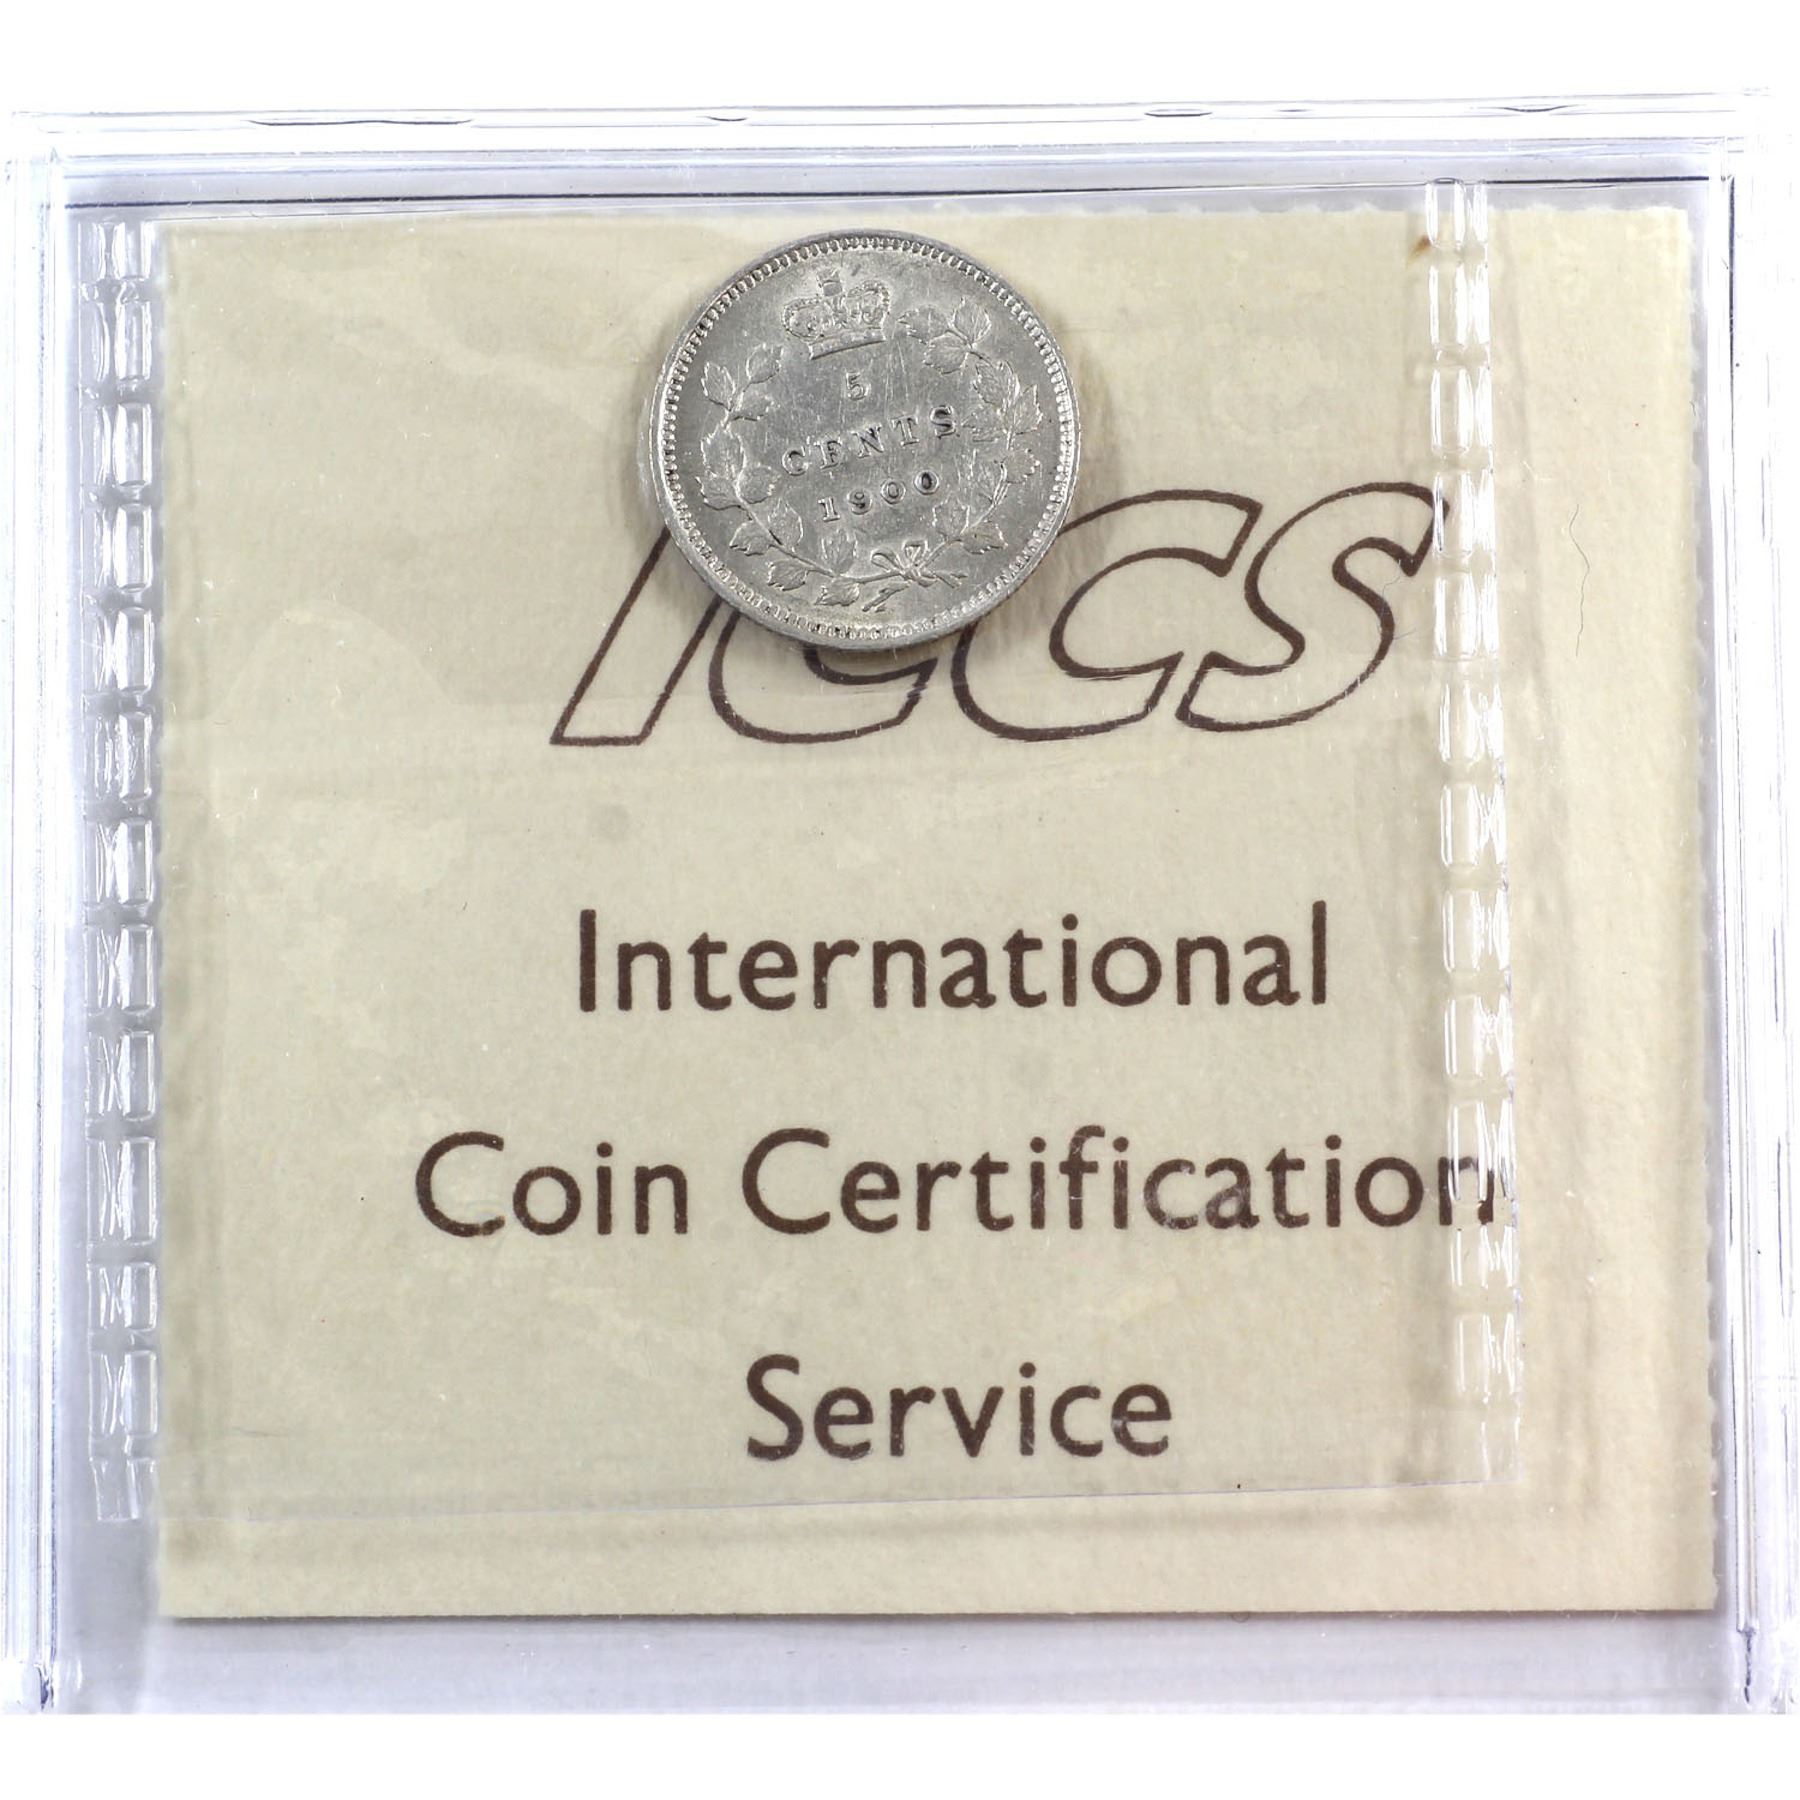 5
CENTS
1900
ICCS
International
Coin Certification
Service